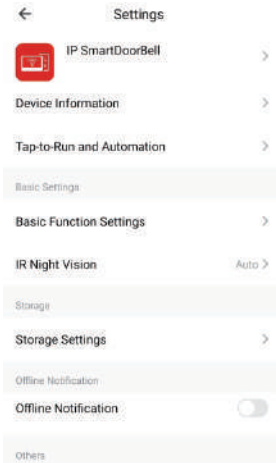 Settings
IP SmartDoorBell
Device Information
Tap-to-Run and Automation
Basic Settings
Basic Function Settings
IR Night Vision Auto
Storage
Storage Settings
Offline Notification
Offline Notification
Others